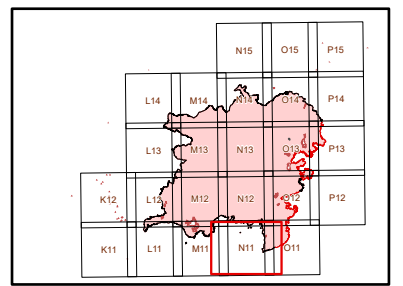 N15 O15 P15
L14 M14 N14 O14 P14
L13 M13 N13 O13 P13
K12 L12 M12 N12 O12 P12
K11 L11 M11 N11 O11